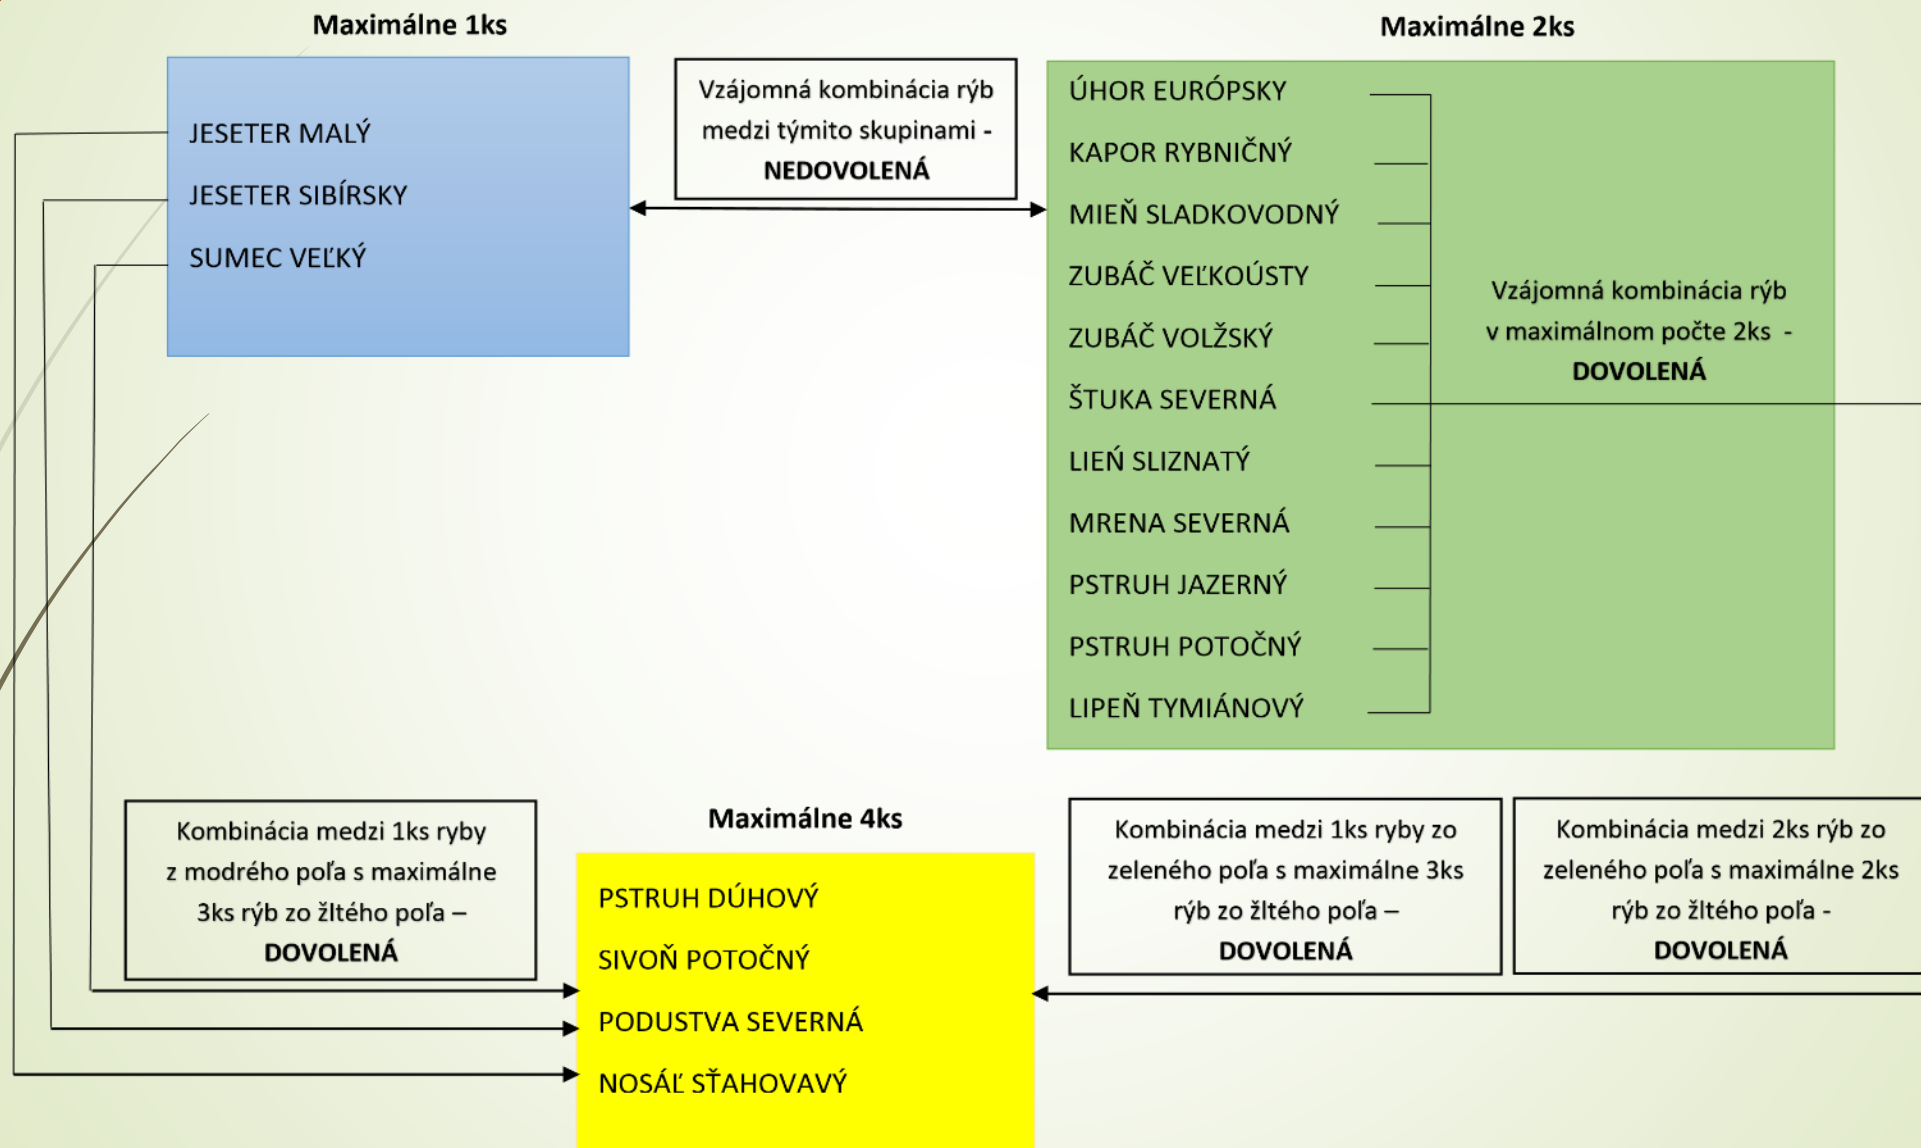 Maximálne 1ks
JESETER MALÝ
JESETER SIBÍRSKY
SUMEC VEĽKÝ
Vzájomná kombinácia rýb
medzi týmito skupinami -
NEDOVOLENÁ
Maximálne 2ks
ÚHOR EURÓPSKY
KAPOR RYBNIČNÝ
MIEŇ SLADKOVODNÝ
ZUBÁČ VEĽKOÚSTY
ZUBÁČ VOLŽSKÝ
ŠTUKA SEVERNÁ
LIEŃ SLIZNATÝ
MRENA SEVERNÁ
PSTRUH JAZERNÝ
PSTRUH POTOČNÝ
LIPEŇ TYMIÁNOVÝ
Vzájomná kombinácia rýb
v maximálnom počte 2ks -
DOVOLENÁ
Kombinácia medzi 1ks ryby
z modrého poľa s maximálne
3ks rýb zo žltého poľa –
DOVOLENÁ
Maximálne 4ks
PSTRUH DÚHOVÝ
SIVOŇ POTOČNÝ
PODUSTVA SEVERNÁ
NOSÁĽ SŤAHOVAVÝ
Kombinácia medzi 1ks ryby zo
zeleného poľa s maximálne 3ks
rýb zo žltého poľa –
DOVOLENÁ
Kombinácia medzi 2ks rýb zo
zeleného poľa s maximálne 2ks
rýb zo žltého poľa -
DOVOLENÁ